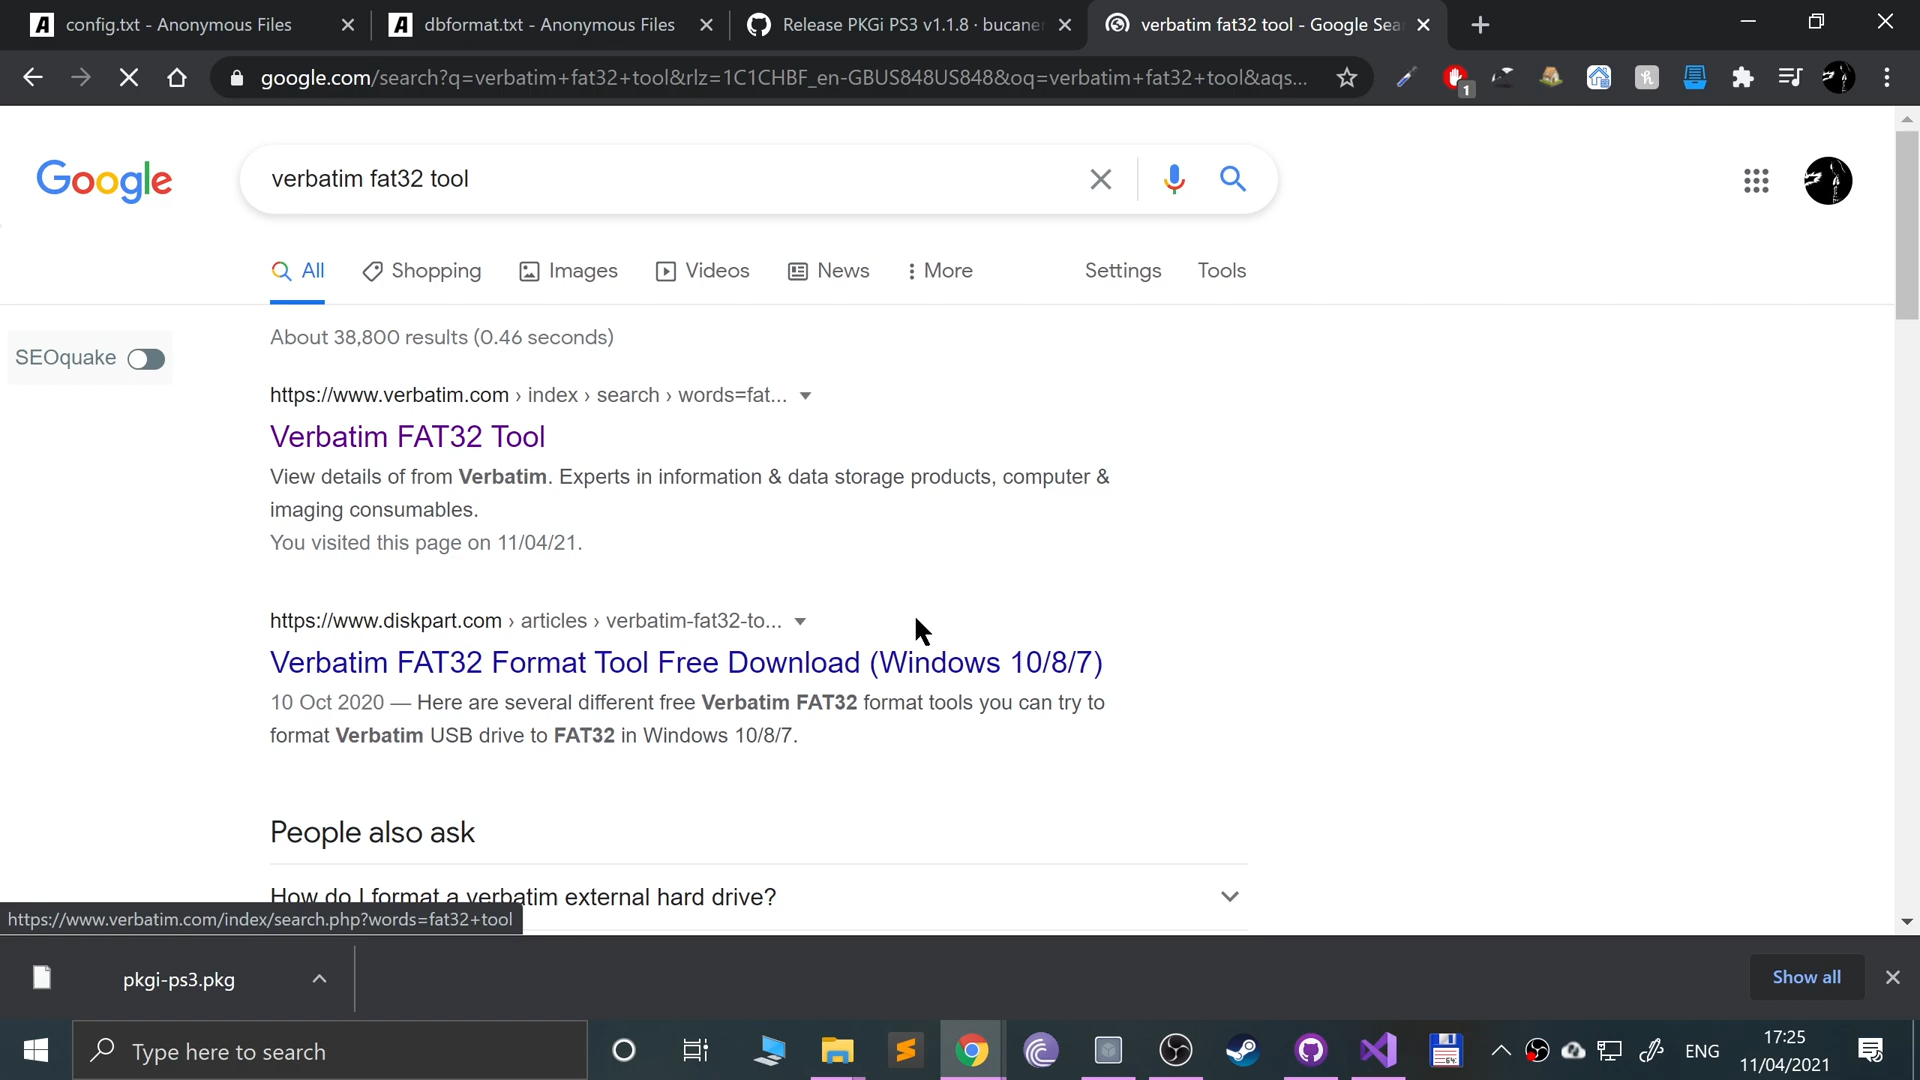 config.txt - Anonymous Files
dbformat.txt - Anonymous Files
Release PKGi PS3 v1.1.8 · bucaner
verbatim fat32 tool - Google Sea
google.com/search?q=verbatim+fat32+tool&rlz=1C1CHBF_en-GBUS848US848&oq=verbatim+fat32+tool&aqs...
1
Google
verbatim fat32 tool
All
Shopping
Images
Videos
News
More
Settings
Tools
About 38,800 results (0.46 seconds)
SEOquake
https://www.verbatim.com › index › search › words=fat...
Verbatim FAT32 Tool
View details of from Verbatim. Experts in information & data storage products, computer &
imaging consumables.
You visited this page on 11/04/21.
https://www.diskpart.com › articles › verbatim-fat32-to...
Verbatim FAT32 Format Tool Free Download (Windows 10/8/7)
10 Oct 2020 — Here are several different free Verbatim FAT32 format tools you can try to
format Verbatim USB drive to FAT32 in Windows 10/8/7.
People also ask
How do I format a verbatim external hard drive?
https://www.verbatim.com/index/search.php?words=fat32+tool
pkgi-ps3.pkg
Show all
Type here to search
64
ENG
17:25
11/04/2021